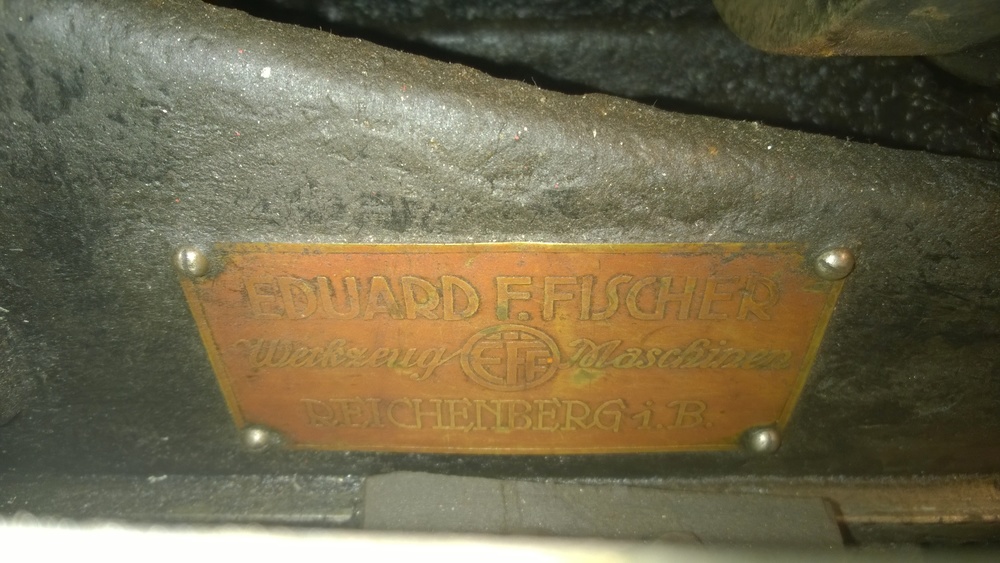 EDUARD F. FISCHER
Werkzeug EFF Maschinen
REICHENBERG i. B.